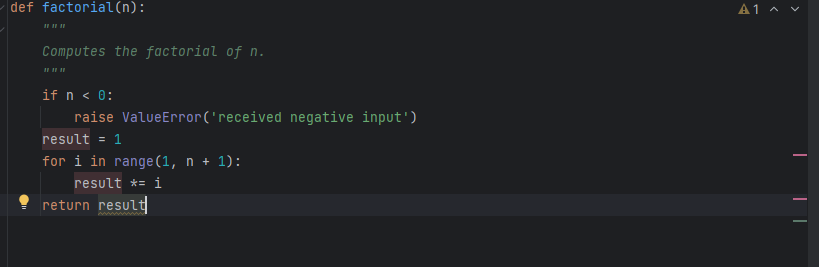 def factorial(n):
    """
    Computes the factorial of n.
    """
    if n < 0:
        raise ValueError('received negative input')
    result = 1
    for i in range(1, n + 1):
        result *= i
    return result
1